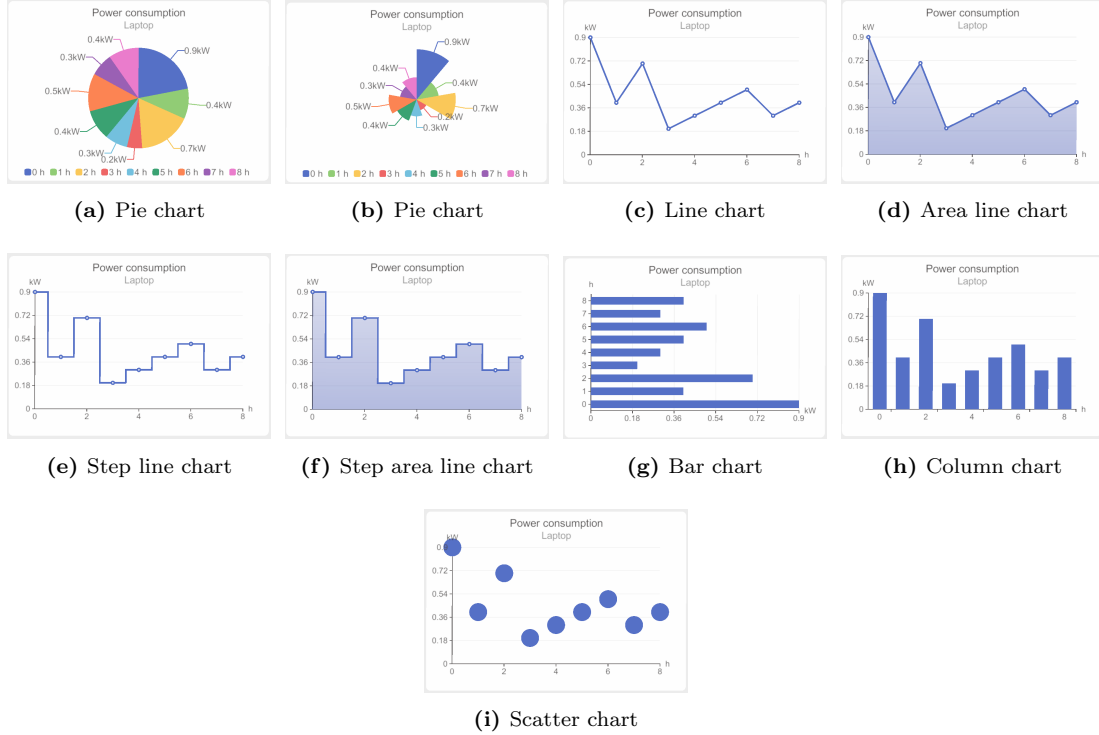 Power consumption
Laptop
0.4kW
0.3kW
0.5kW
0.4kW
0.3kW
0.2kW
0.7kW
0.4kW
0.9kW
0 h 1 h 2 h 3 h 4 h 5 h 6 h 7 h 8 h
(a) Pie chart
Power consumption
Laptop
0.9kW
0.4kW
0.4kW
0.3kW
0.7kW
0.5kW
0.2kW
0.4kW
0.3kW
0 h 1 h 2 h 3 h 4 h 5 h 6 h 7 h 8 h
(b) Pie chart
Power consumption
Laptop
kW
0.9
0.72
0.54
0.36
0.18
0
0 2 4 6 8 h
(c) Line chart
Power consumption
Laptop
kW
0.9
0.72
0.54
0.36
0.18
0
0 2 4 6 8 h
(d) Area line chart
Power consumption
Laptop
kW
0.9
0.72
0.54
0.36
0.18
0
0 2 4 6 8 h
(e) Step line chart
Power consumption
Laptop
kW
0.9
0.72
0.54
0.36
0.18
0
0 2 4 6 8 h
(f) Step area line chart
Power consumption
Laptop
h
8
7
6
5
4
3
2
1
0
kW
0 0.18 0.36 0.54 0.72 0.9
(g) Bar chart
Power consumption
Laptop
kW
0.9
0.72
0.54
0.36
0.18
0
0 2 4 6 8 h
(h) Column chart
Power consumption
Laptop
kW
0.72
0.54
0.36
0.18
0
0 2 4 6 8 h
(i) Scatter chart